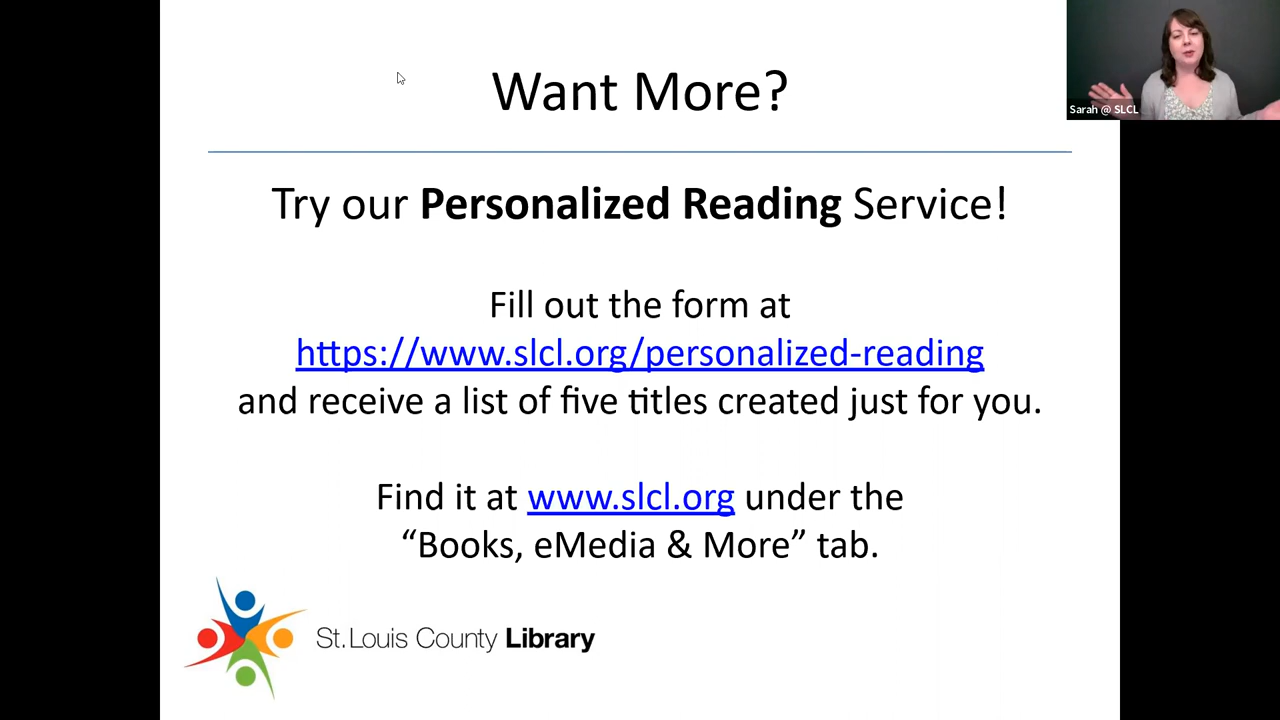 Want More?
Sarah @ SLCL
Try our Personalized Reading Service!
Fill out the form at
https://www.slcl.org/personalized-reading
and receive a list of five titles created just for you.
Find it at www.slcl.org under the
“Books, eMedia & More” tab.
St. Louis County Library